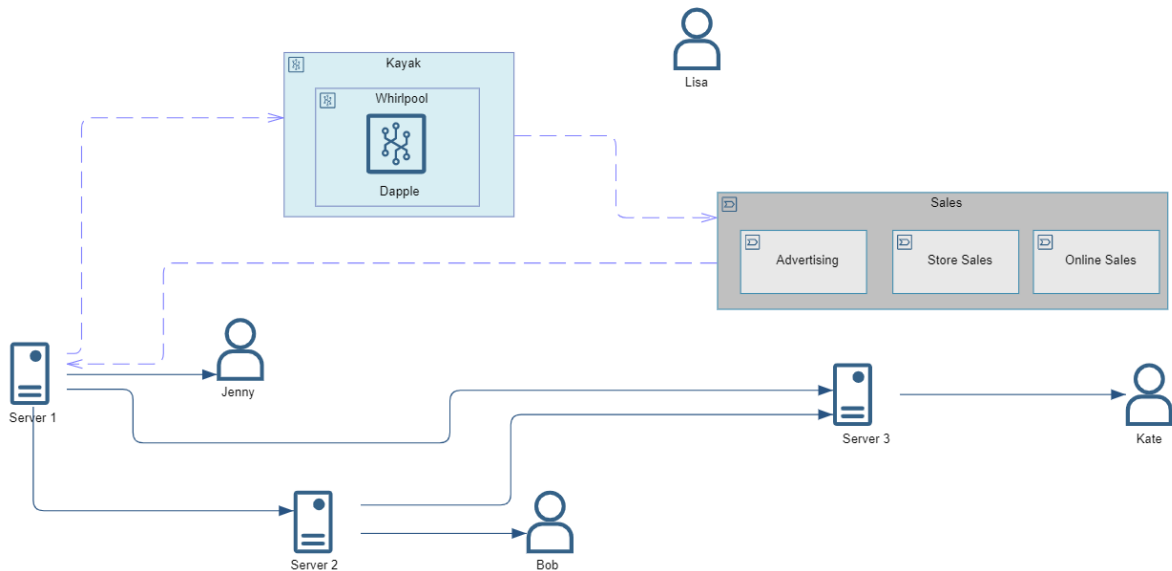 Lisa
Kayak
Whirlpool
Dapple
Sales
Advertising
Store Sales
Online Sales
Jenny
Server 1
Server 3
Kate
Server 2
Bob